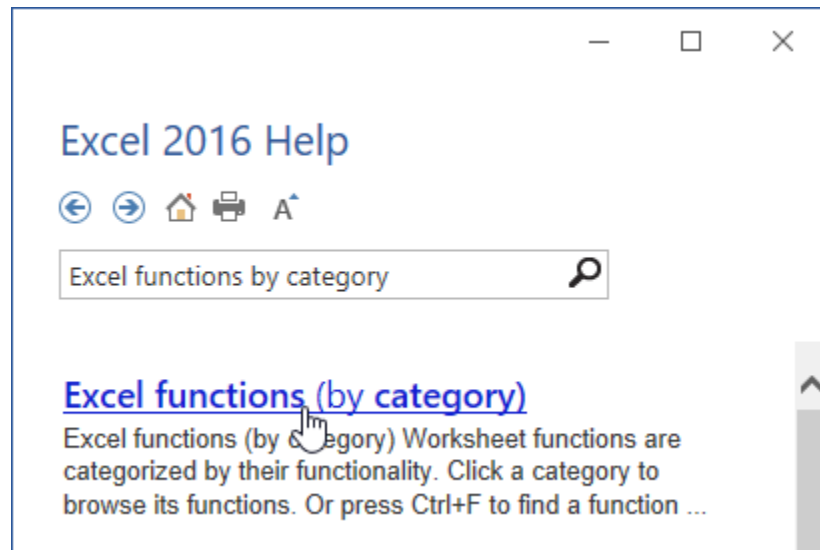 Excel 2016 Help
A
Excel functions by category
Excel functions (by category)
Excel functions (by category) Worksheet functions are
categorized by their functionality. Click a category to
browse its functions. Or press Ctrl+F to find a function ...